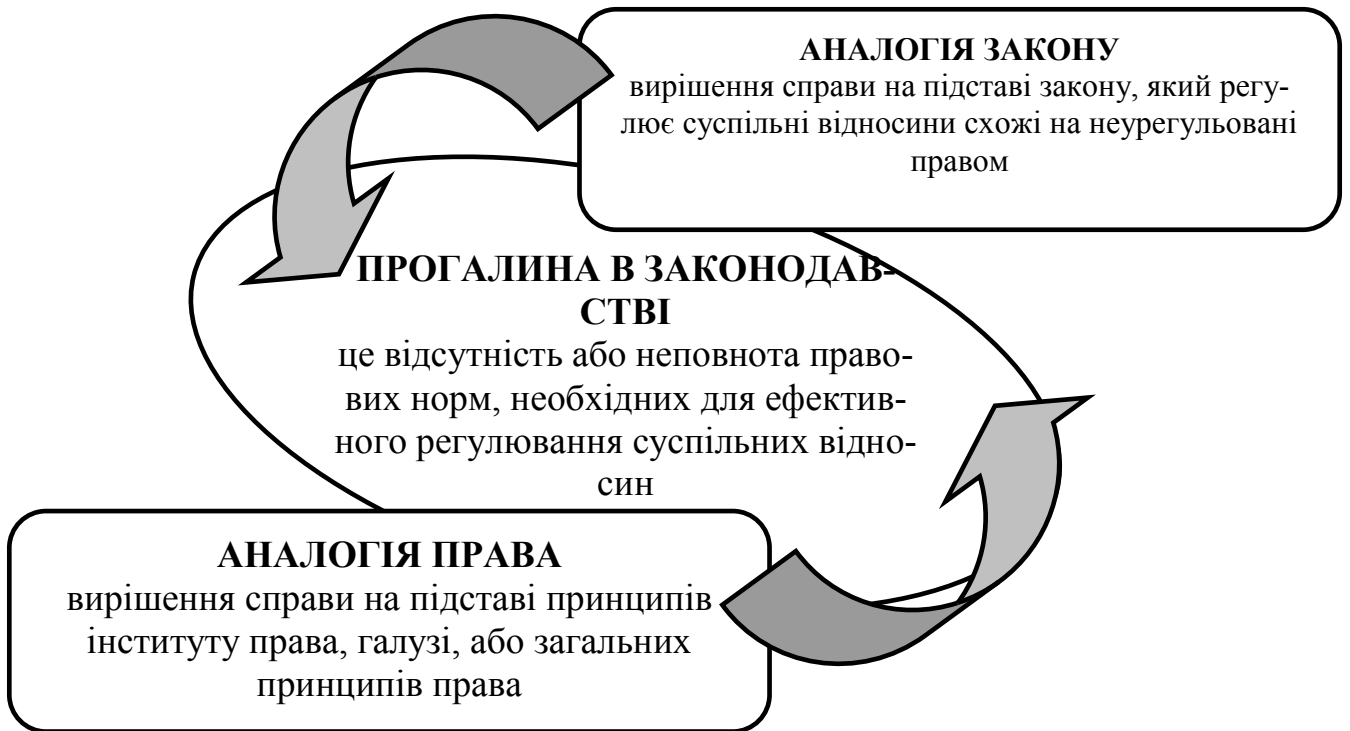 АНАЛОГІЯ ЗАКОНУ
вирішення справи на підставі закону, який регу-
лює суспільні відносини схожі на неурегульовані
правом
ПРОГАЛИНА В ЗАКОНОДАВ-
СТВІ
це відсутність або неповнота право-
вих норм, необхідних для ефектив-
ного регулювання суспільних відно-
син
АНАЛОГІЯ ПРАВА
вирішення справи на підставі принципів
інституту права, галузі, або загальних
принципів права